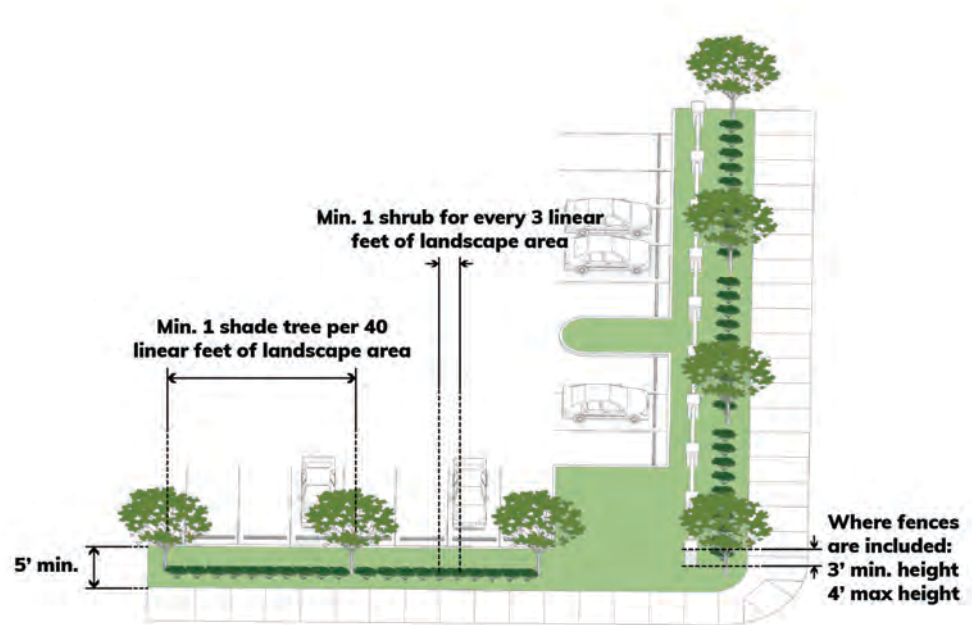 Min. 1 shrub for every 3 linear
feet of landscape area
Min. 1 shade tree per 40
linear feet of landscape area
5’ min.
Where fences
are included:
3’ min. height
4’ max height